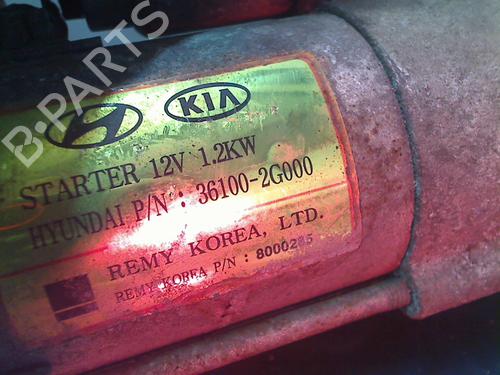 B-PARTS
KIA
STARTER 12V 1.2KW
HYUNDAI P/N : 36100-2G000
REMY KOREA, LTD.
REMY KOREA P/N :